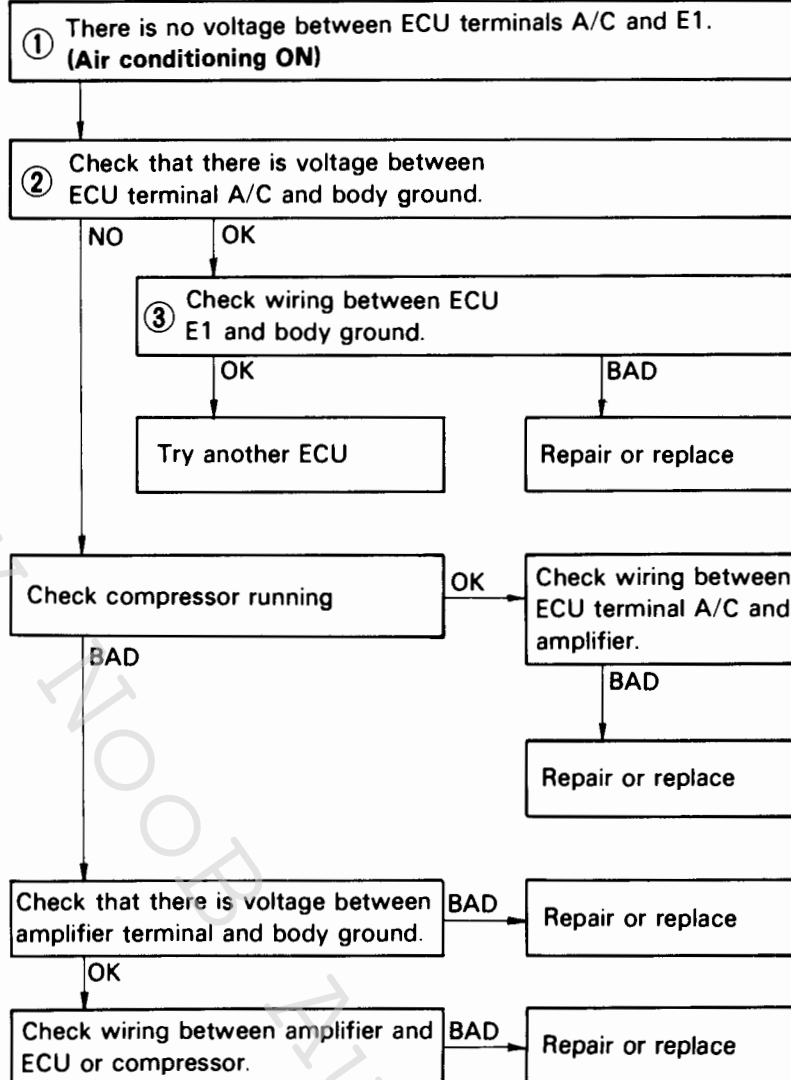 ① There is no voltage between ECU terminals A/C and E1.
(Air conditioning ON)
② Check that there is voltage between
ECU terminal A/C and body ground.
NO
OK
③ Check wiring between ECU
E1 and body ground.
OK
BAD
Try another ECU
Repair or replace
Check compressor running
OK
Check wiring between
ECU terminal A/C and
amplifier.
BAD
BAD
Repair or replace
Check that there is voltage between
amplifier terminal and body ground.
BAD
Repair or replace
OK
Check wiring between amplifier and
ECU or compressor.
BAD
Repair or replace
NOOB